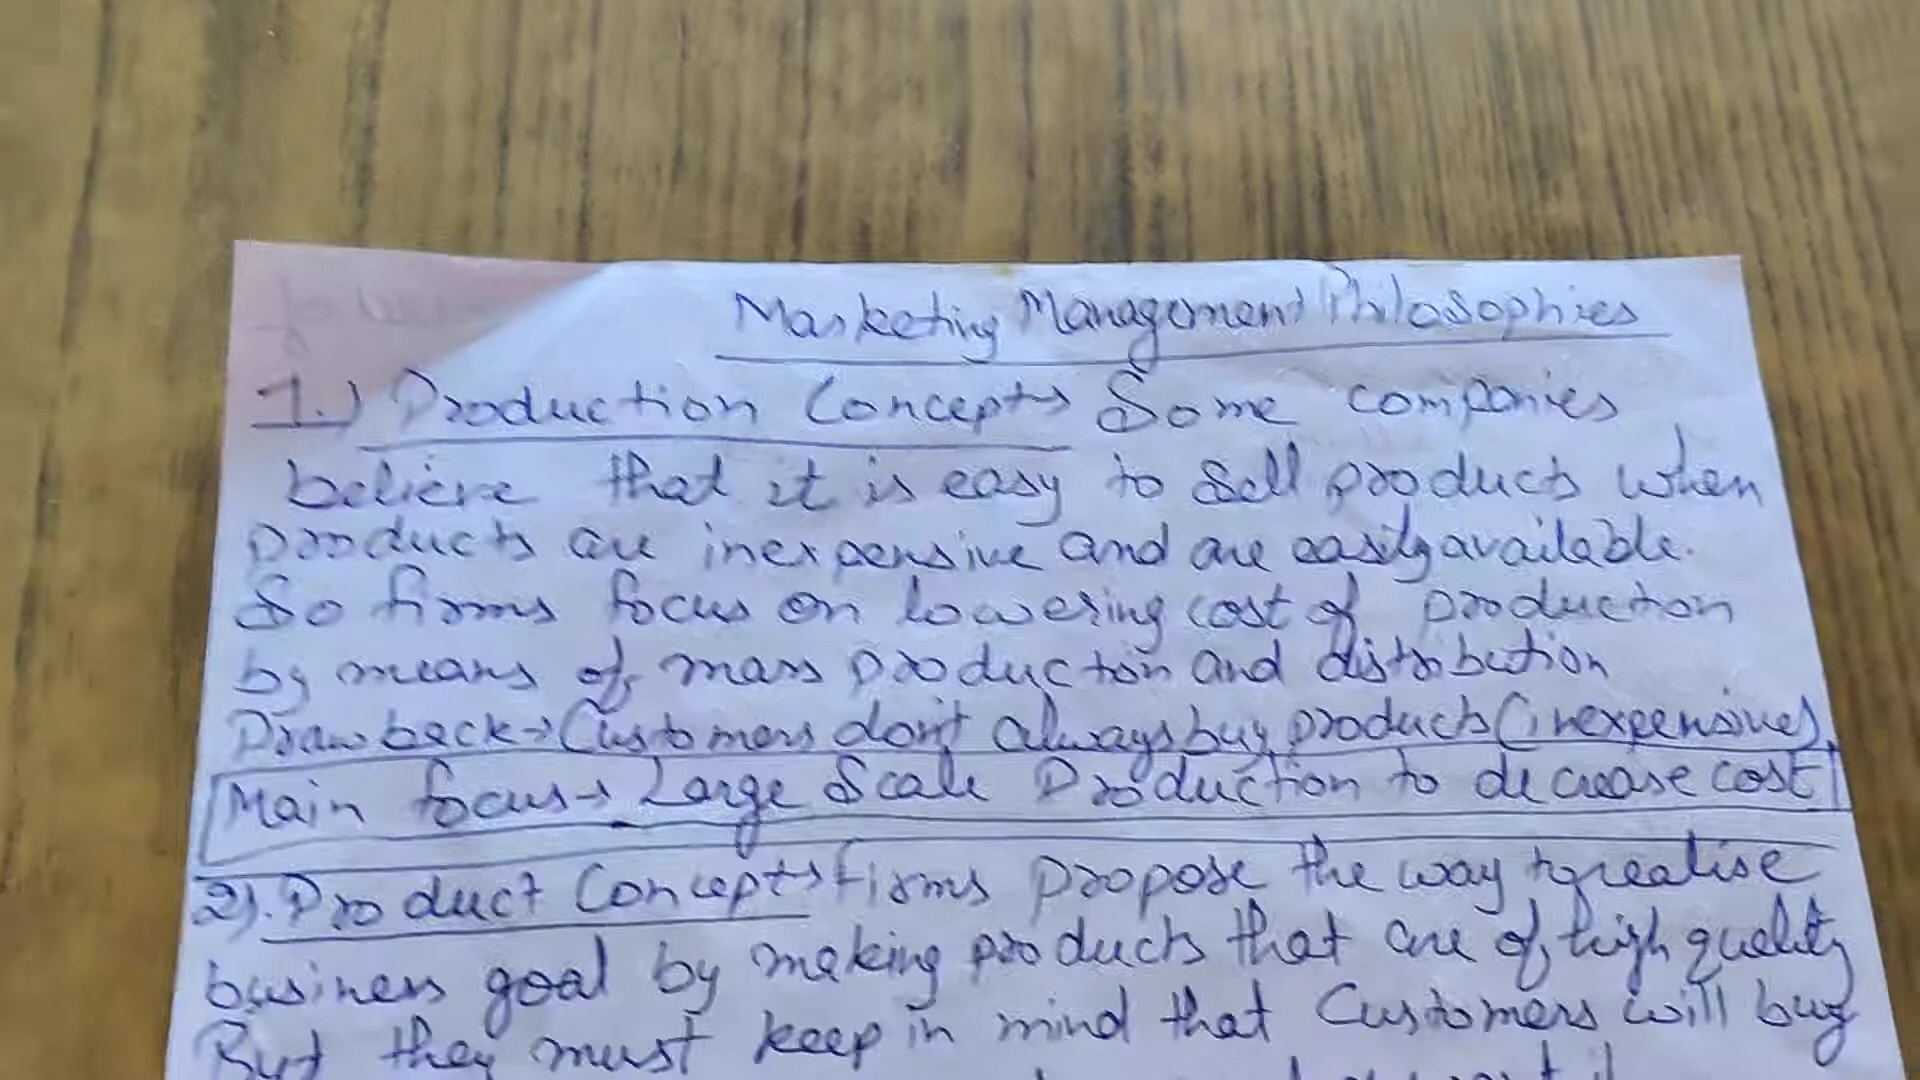 Marketing Management Philosophies
1.) Production Concept→ Some companies
believe that it is easy to sell products when
products are inexpensive and are easily available.
So firms focus on lowering cost of production
by means of mass production and distribution
Drawback→ Customers don't always buy products (inexpensive)
Main focus→ Large Scale Production to decrease cost
2). Product Concept→ firms propose the way to realise
business goal by making products that are of high quality
But they must keep in mind that Customers will buy